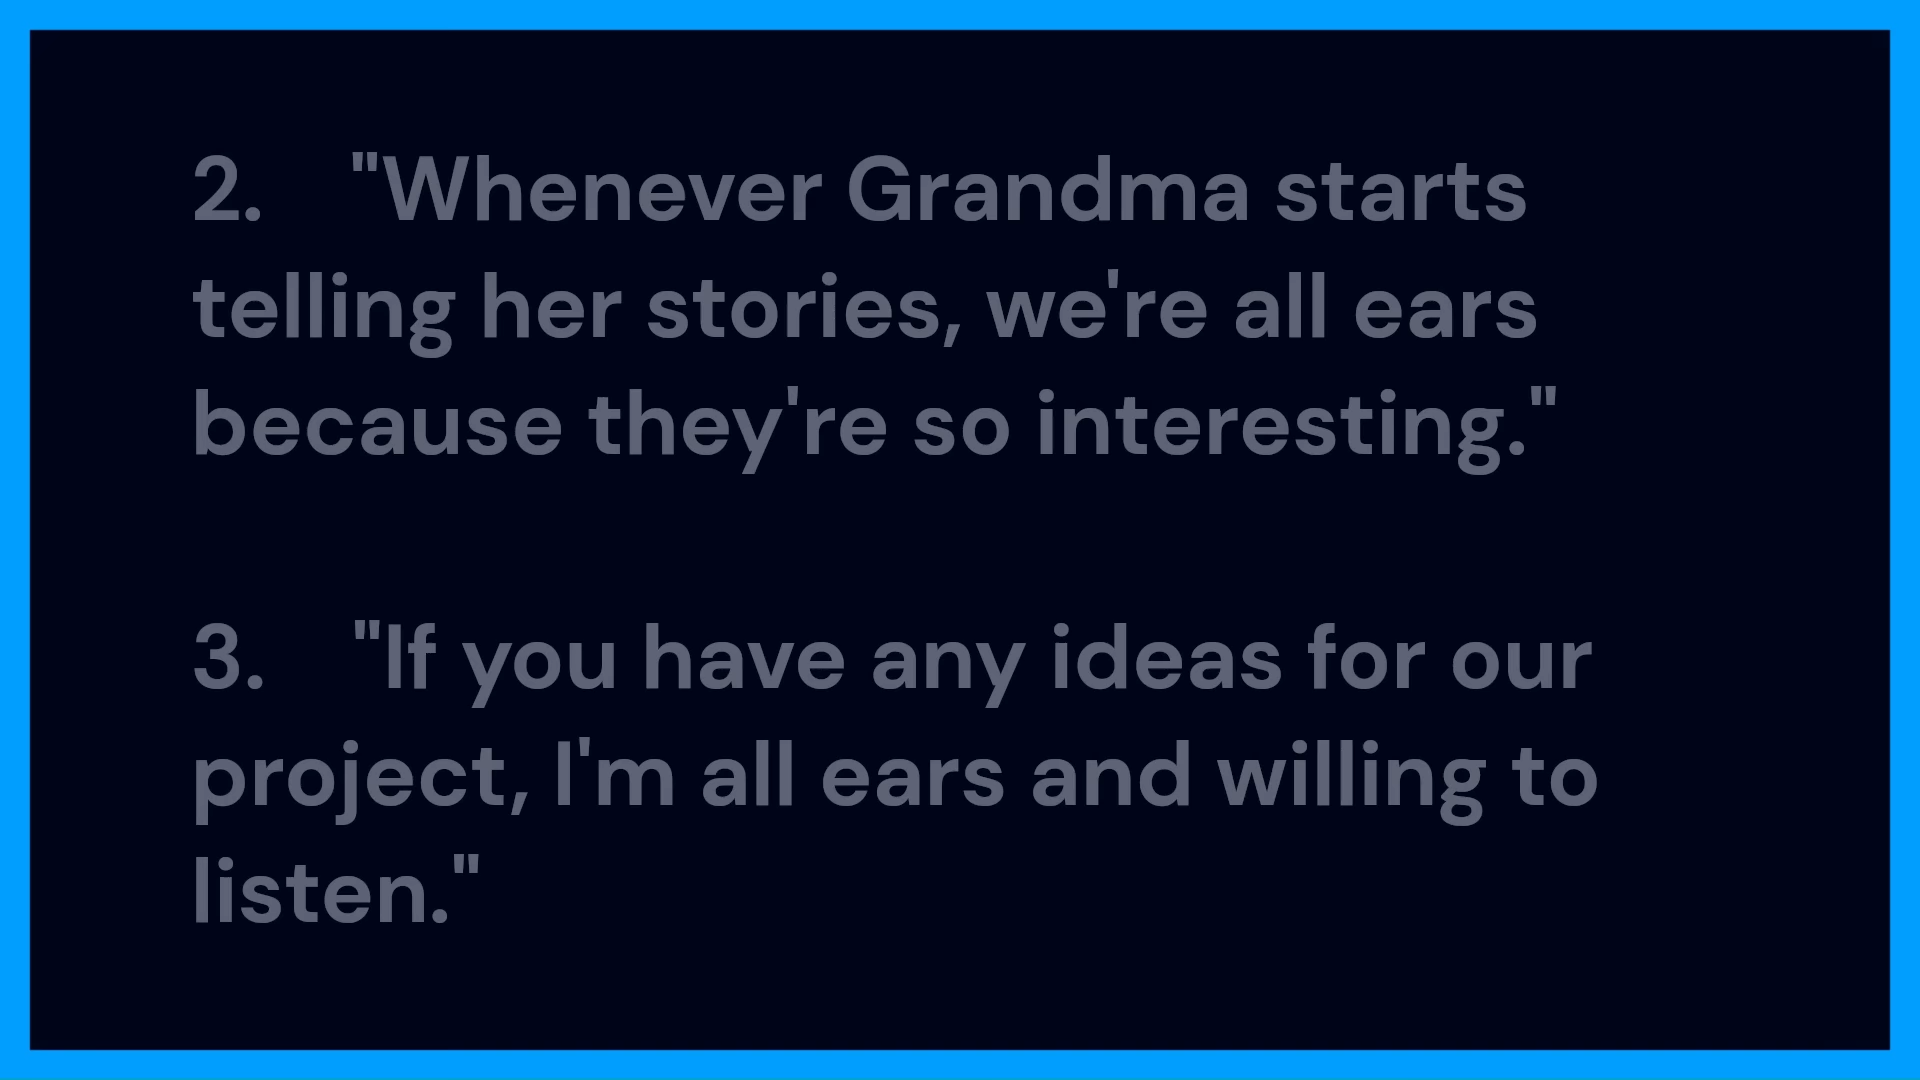 2. "Whenever Grandma starts
telling her stories, we're all ears
because they're so interesting."
3. "If you have any ideas for our
project, I'm all ears and willing to
listen."